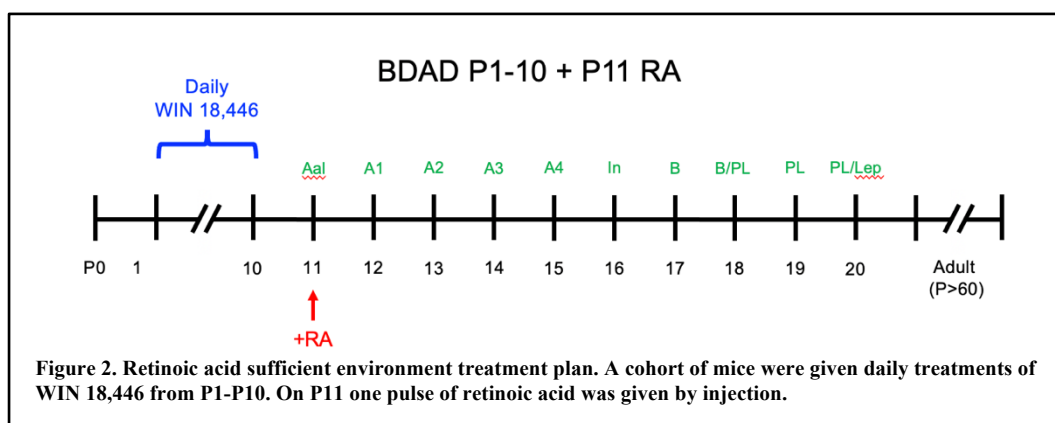 BDAD P1-10 + P11 RA
Daily
WIN 18,446
Aal A1 A2 A3 A4 In B B/PL PL PL/Lep
P0 1 10 11 12 13 14 15 16 17 18 19 20 Adult
(P>60)
+RA
Figure 2. Retinoic acid sufficient environment treatment plan. A cohort of mice were given daily treatments of
WIN 18,446 from P1-P10. On P11 one pulse of retinoic acid was given by injection.